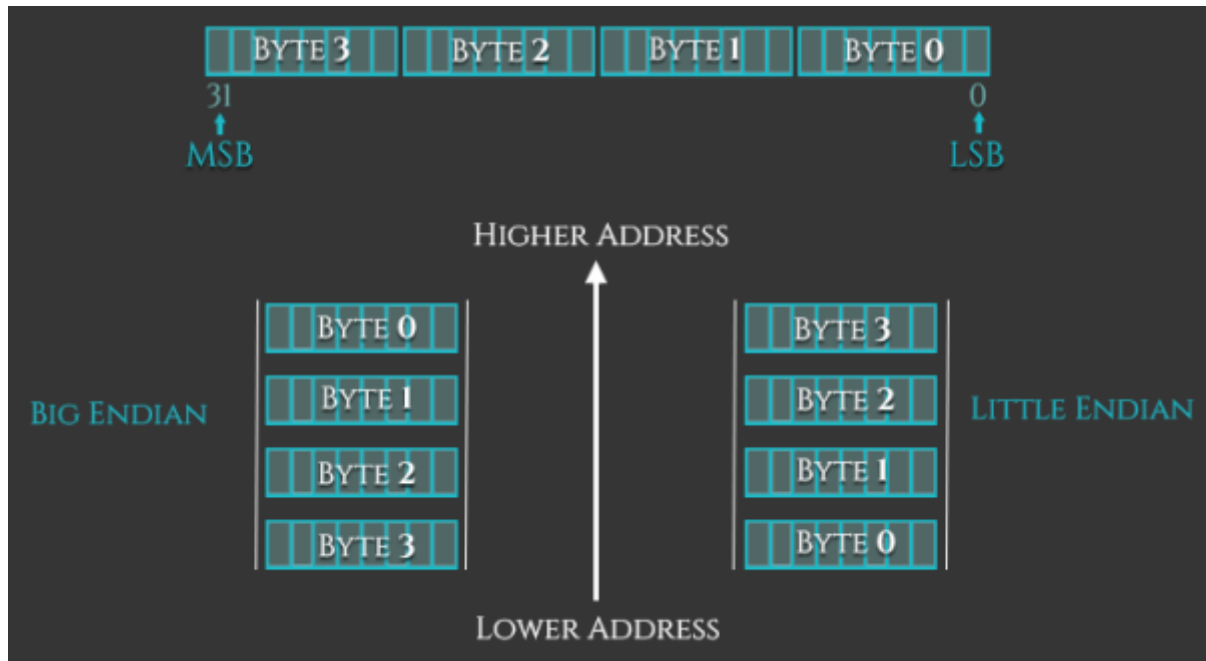 Byte 3 Byte 2 Byte 1 Byte 0
31 0
MSB LSB
Higher Address
Byte 0 Byte 3
Byte 1 Byte 2
Big Endian Little Endian
Byte 2 Byte 1
Byte 3 Byte 0
Lower Address